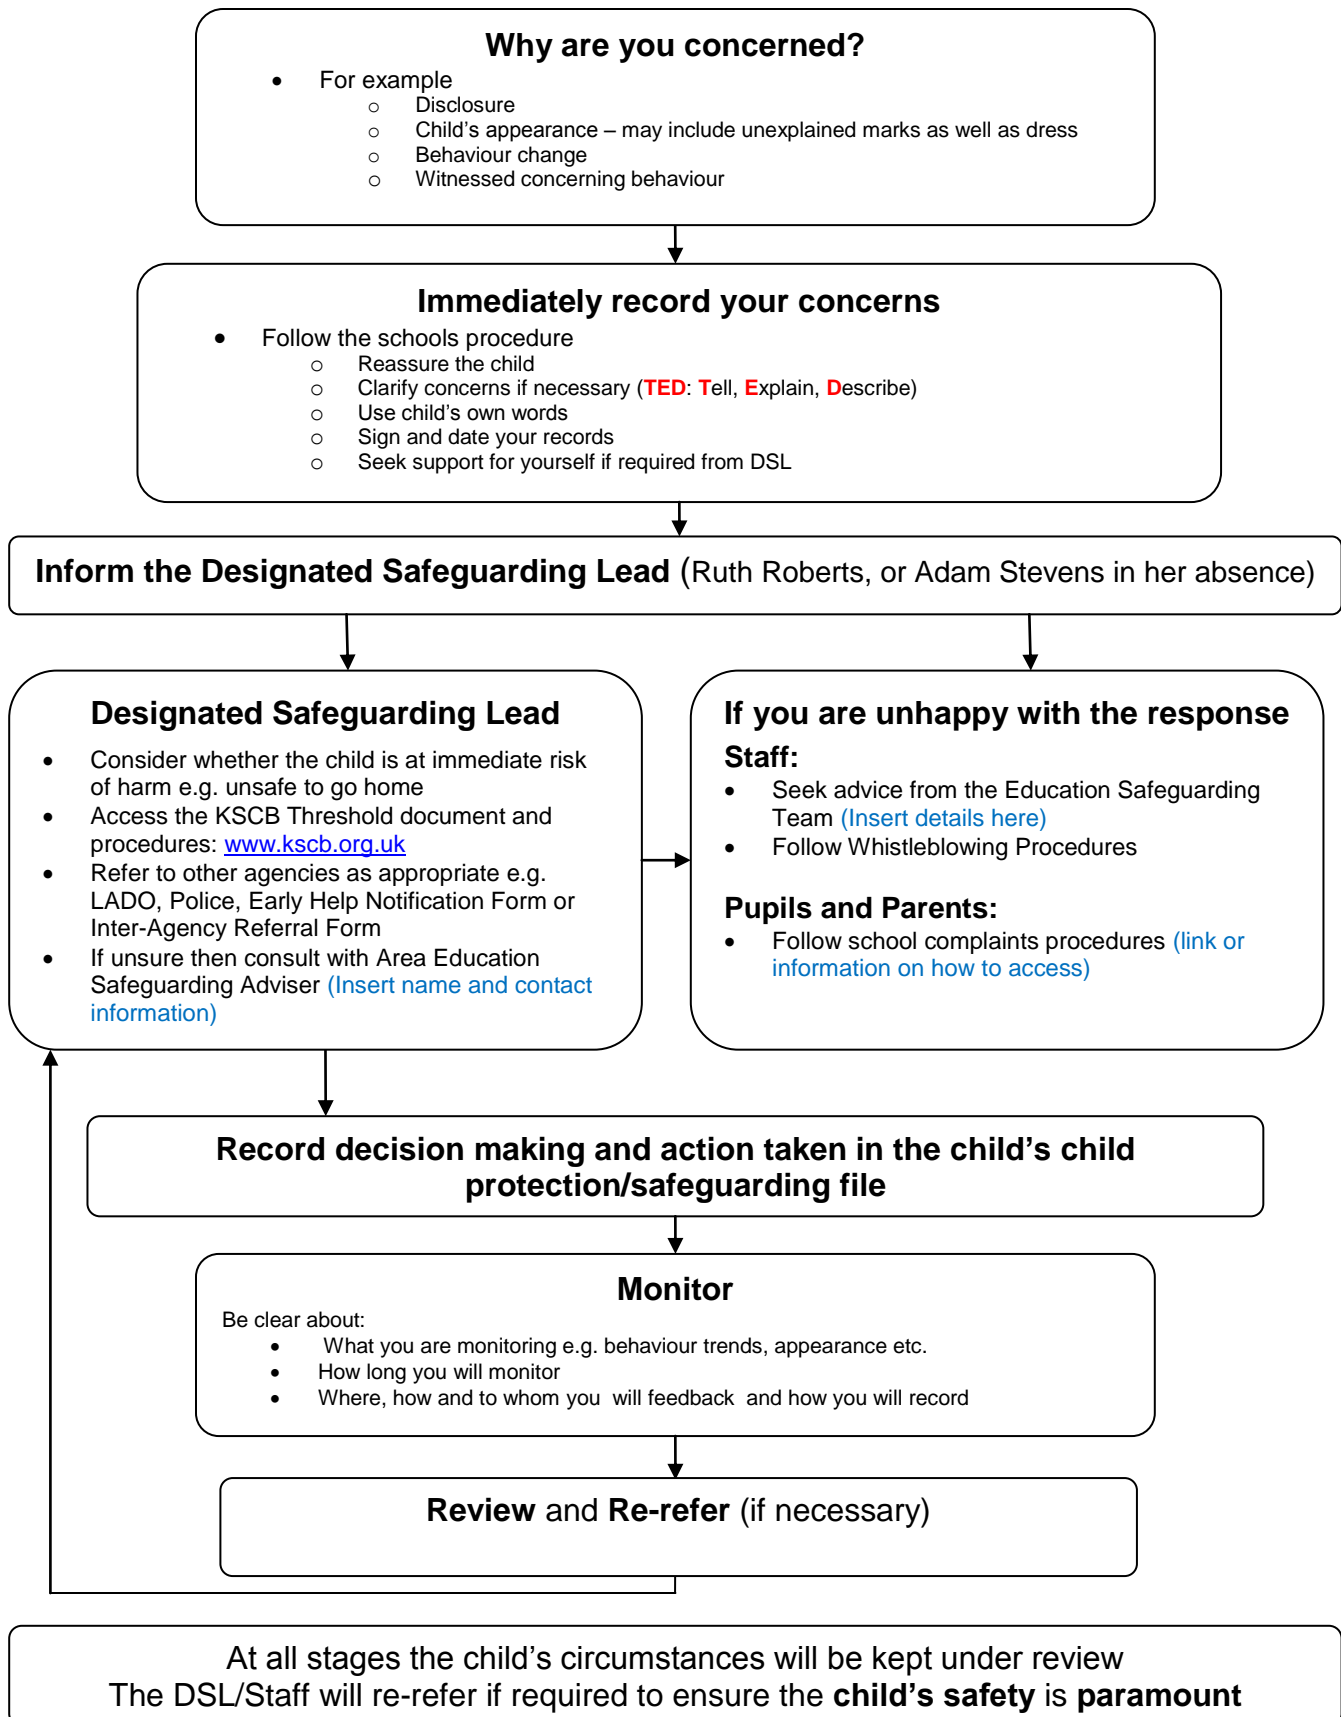 Why are you concerned?
• For example
o Disclosure
o Child's appearance – may include unexplained marks as well as dress
o Behaviour change
o Witnessed concerning behaviour
Immediately record your concerns
• Follow the schools procedure
o Reassure the child
o Clarify concerns if necessary (TED: Tell, Explain, Describe)
o Use child's own words
o Sign and date your records
o Seek support for yourself if required from DSL
Inform the Designated Safeguarding Lead (Ruth Roberts, or Adam Stevens in her absence)
Designated Safeguarding Lead
• Consider whether the child is at immediate risk
of harm e.g. unsafe to go home
• Access the KSCB Threshold document and
procedures: www.kscb.org.uk
• Refer to other agencies as appropriate e.g.
LADO, Police, Early Help Notification Form or
Inter-Agency Referral Form
• If unsure then consult with Area Education
Safeguarding Adviser (Insert name and contact
information)
If you are unhappy with the response
Staff:
• Seek advice from the Education Safeguarding
Team (Insert details here)
• Follow Whistleblowing Procedures
Pupils and Parents:
• Follow school complaints procedures (link or
information on how to access)
Record decision making and action taken in the child's child
protection/safeguarding file
Monitor
Be clear about:
• What you are monitoring e.g. behaviour trends, appearance etc.
• How long you will monitor
• Where, how and to whom you will feedback and how you will record
Review and Re-refer (if necessary)
At all stages the child's circumstances will be kept under review
The DSL/Staff will re-refer if required to ensure the child's safety is paramount